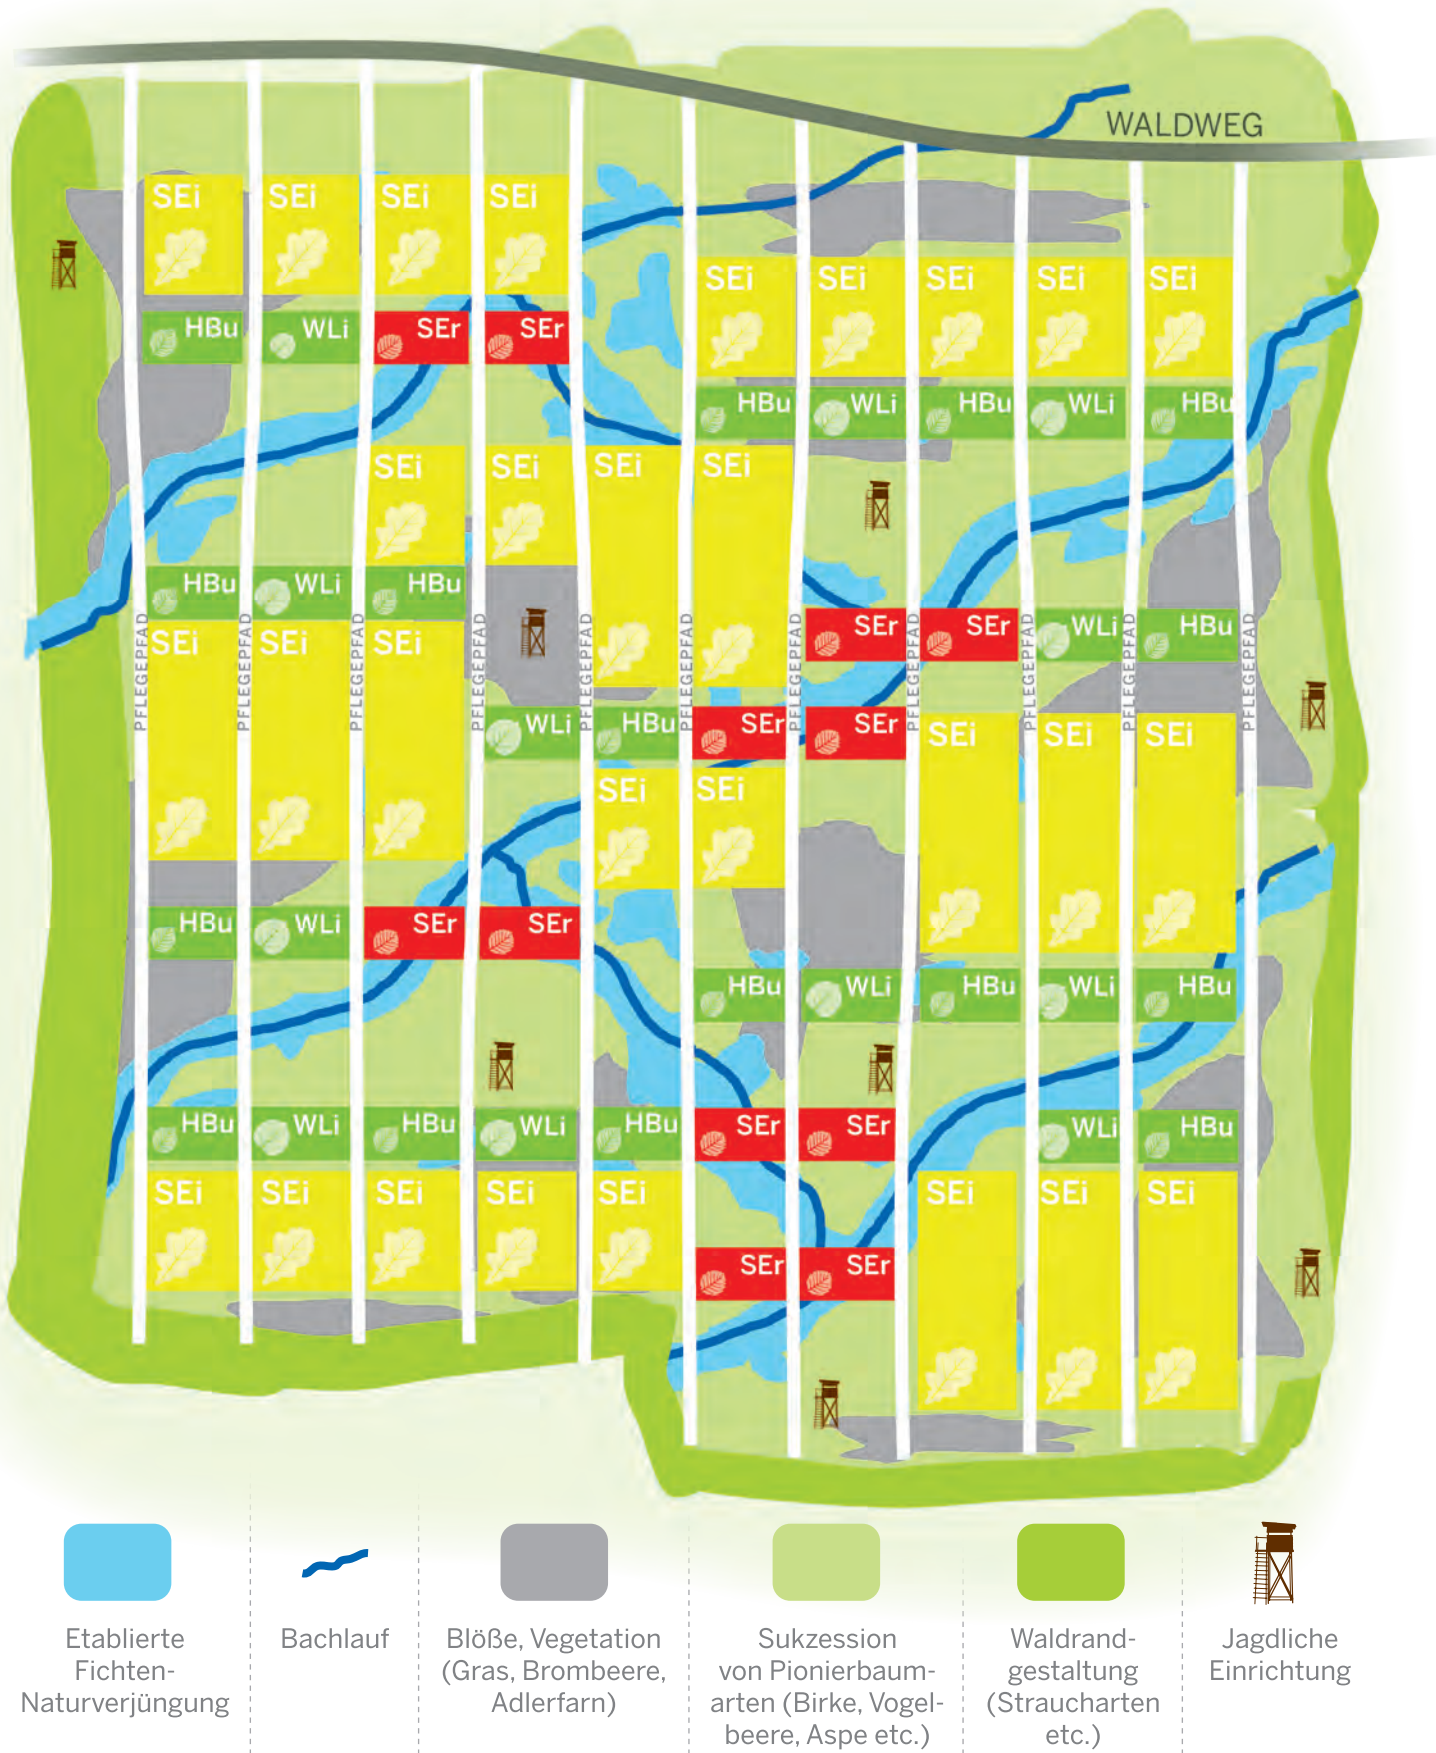 WALDWEG
SEi SEi SEi SEi
SEi SEi SEi SEi SEi
HBu WLi SEr SEr
HBu WLi HBu WLi HBu
SEi SEi SEi SEi
HBu WLi HBu
SEr SEr WLi HBu
SEi SEi SEi
PFLEGEPFAD PFLEGEPFAD PFLEGEPFAD PFLEGEPFAD PFLEGEPFAD PFLEGEPFAD PFLEGEPFAD PFLEGEPFAD PFLEGEPFAD PFLEGEPFAD PFLEGEPFAD
WLi HBu SEr SEr
SEi SEi SEi
SEi SEi
HBu WLi SEr SEr
HBu WLi HBu WLi HBu
HBu WLi HBu WLi HBu SEr SEr WLi HBu
SEi SEi SEi SEi SEi SEi SEi SEi
SEr SEr
Etablierte
Fichten-
Naturverjüngung
Bachlauf
Blöße, Vegetation
(Gras, Brombeere,
Adlerfarn)
Sukzession
von Pionierbaum-
arten (Birke, Vogel-
beere, Aspe etc.)
Waldrand-
gestaltung
(Straucharten
etc.)
Jagdliche
Einrichtung